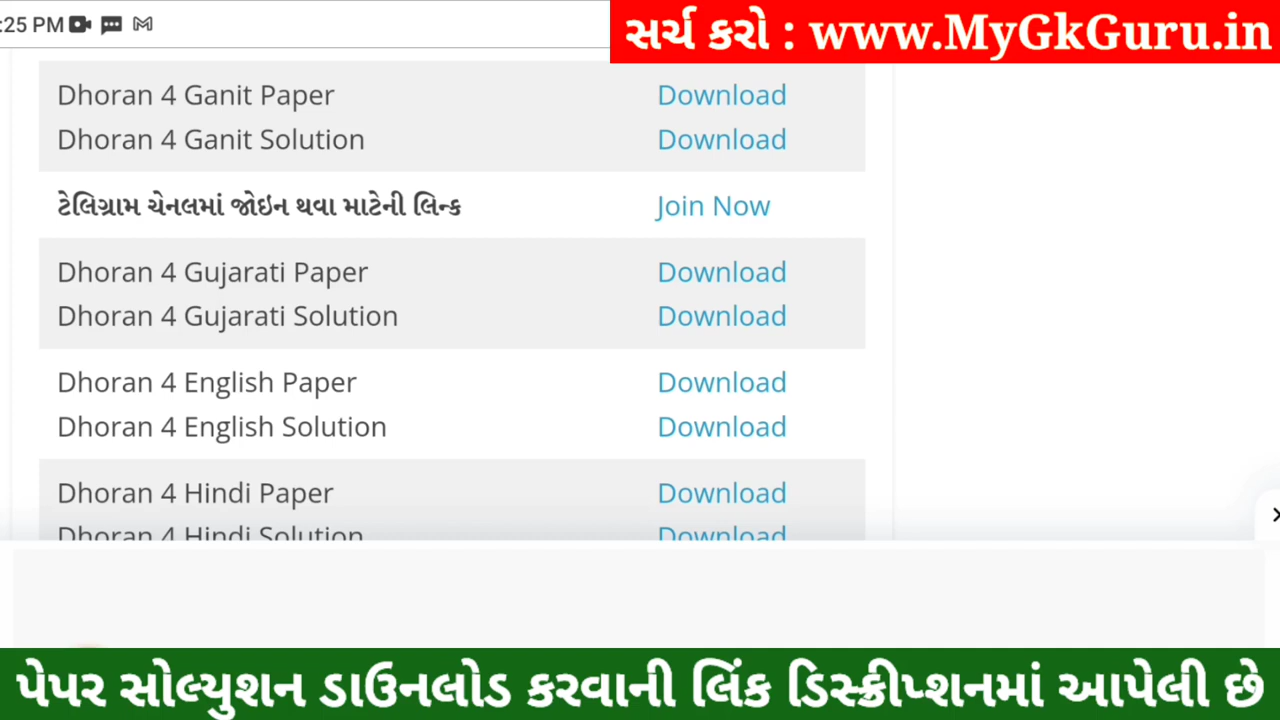 :25 PM
સર્ચ કરો : www.MyGkGuru.in
Dhoran 4 Ganit Paper Download
Dhoran 4 Ganit Solution Download
ટેલિગ્રામ ચેનલમાં જોઇન થવા માટેની લિન્ક Join Now
Dhoran 4 Gujarati Paper Download
Dhoran 4 Gujarati Solution Download
Dhoran 4 English Paper Download
Dhoran 4 English Solution Download
Dhoran 4 Hindi Paper Download
Dhoran 4 Hindi Solution Download
પેપર સોલ્યુશન ડાઉનલોડ કરવાની લિંક ડિસ્ક્રીપ્શનમાં આપેલી છે